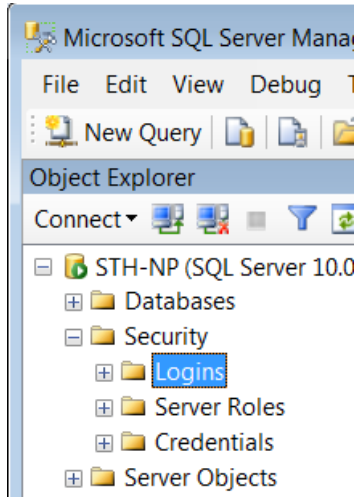 Microsoft SQL Server Mana
File Edit View Debug
New Query
Object Explorer
Connect
STH-NP (SQL Server 10.0
Databases
Security
Logins
Server Roles
Credentials
Server Objects